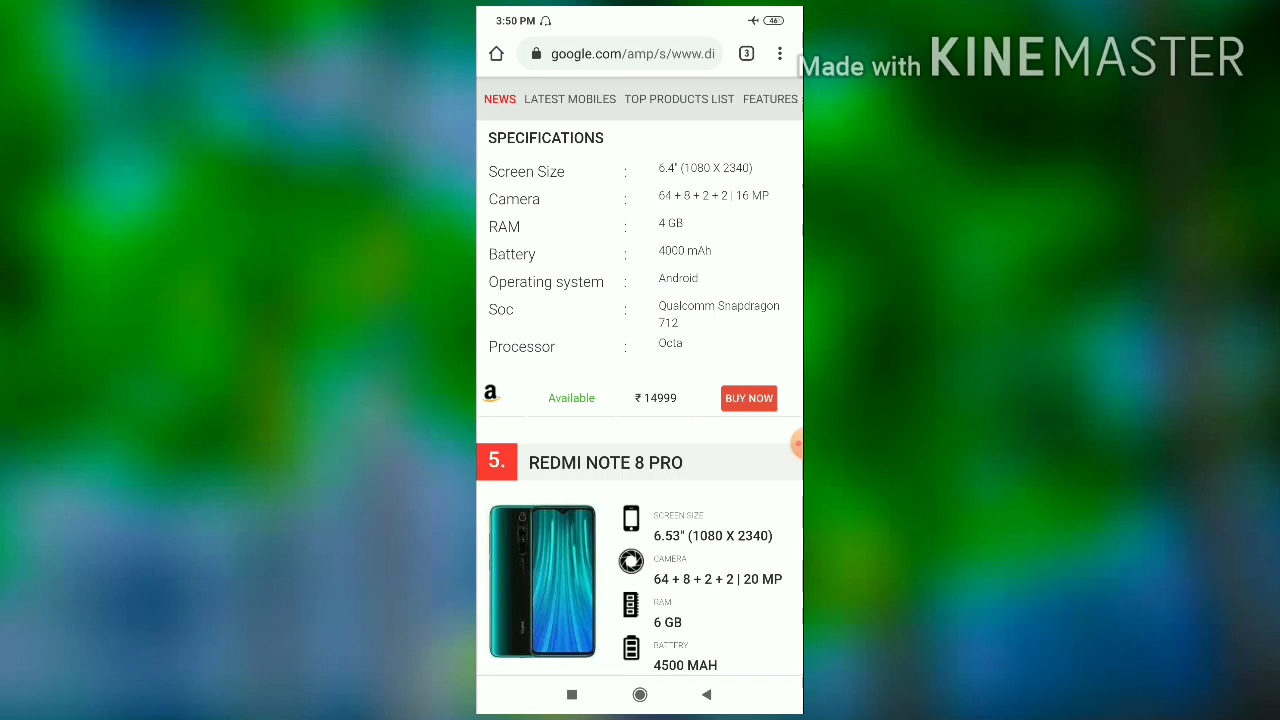 3:50 PM
46
google.com/amp/s/www.di
3
Made with KINEMASTER
NEWS LATEST MOBILES TOP PRODUCTS LIST FEATURES
SPECIFICATIONS
Screen Size : 6.4" (1080 X 2340)
Camera : 64 + 8 + 2 + 2 | 16 MP
RAM : 4 GB
Battery : 4000 mAh
Operating system : Android
Soc : Qualcomm Snapdragon
712
Processor : Octa
a Available ₹ 14999 BUY NOW
5. REDMI NOTE 8 PRO
SCREEN SIZE
6.53" (1080 X 2340)
CAMERA
64 + 8 + 2 + 2 | 20 MP
RAM
6 GB
BATTERY
4500 MAH